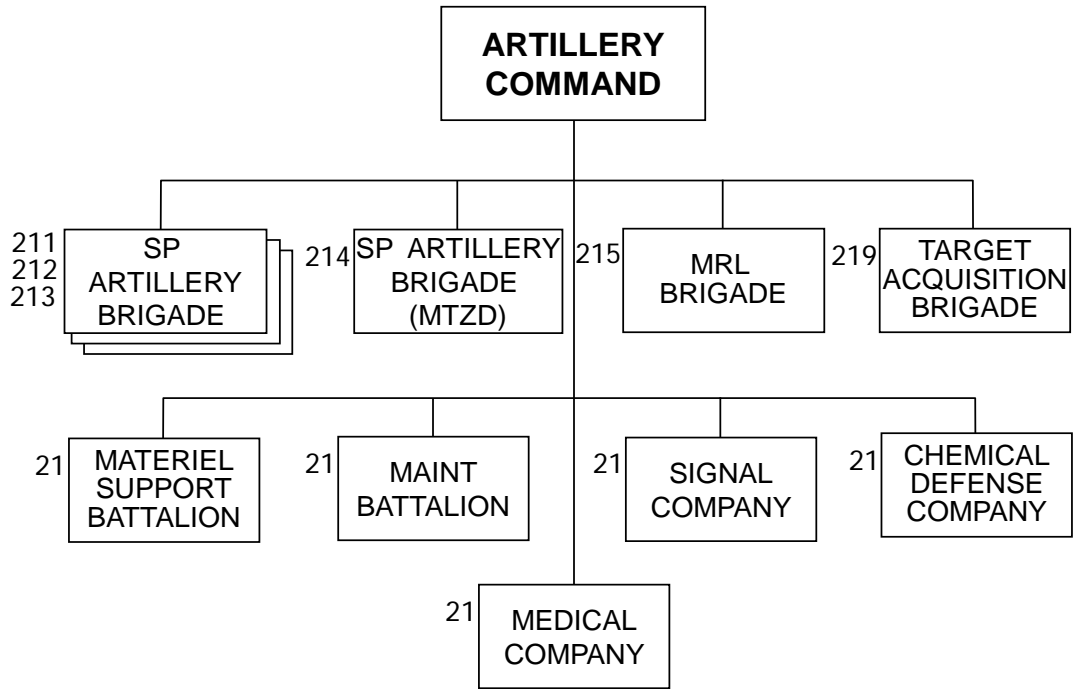 ARTILLERY
COMMAND
211
212
213
SP
ARTILLERY
BRIGADE
214
SP ARTILLERY
BRIGADE
(MTZD)
215
MRL
BRIGADE
219
TARGET
ACQUISITION
BRIGADE
21
MATERIEL
SUPPORT
BATTALION
21
MAINT
BATTALION
21
SIGNAL
COMPANY
21
CHEMICAL
DEFENSE
COMPANY
21
MEDICAL
COMPANY